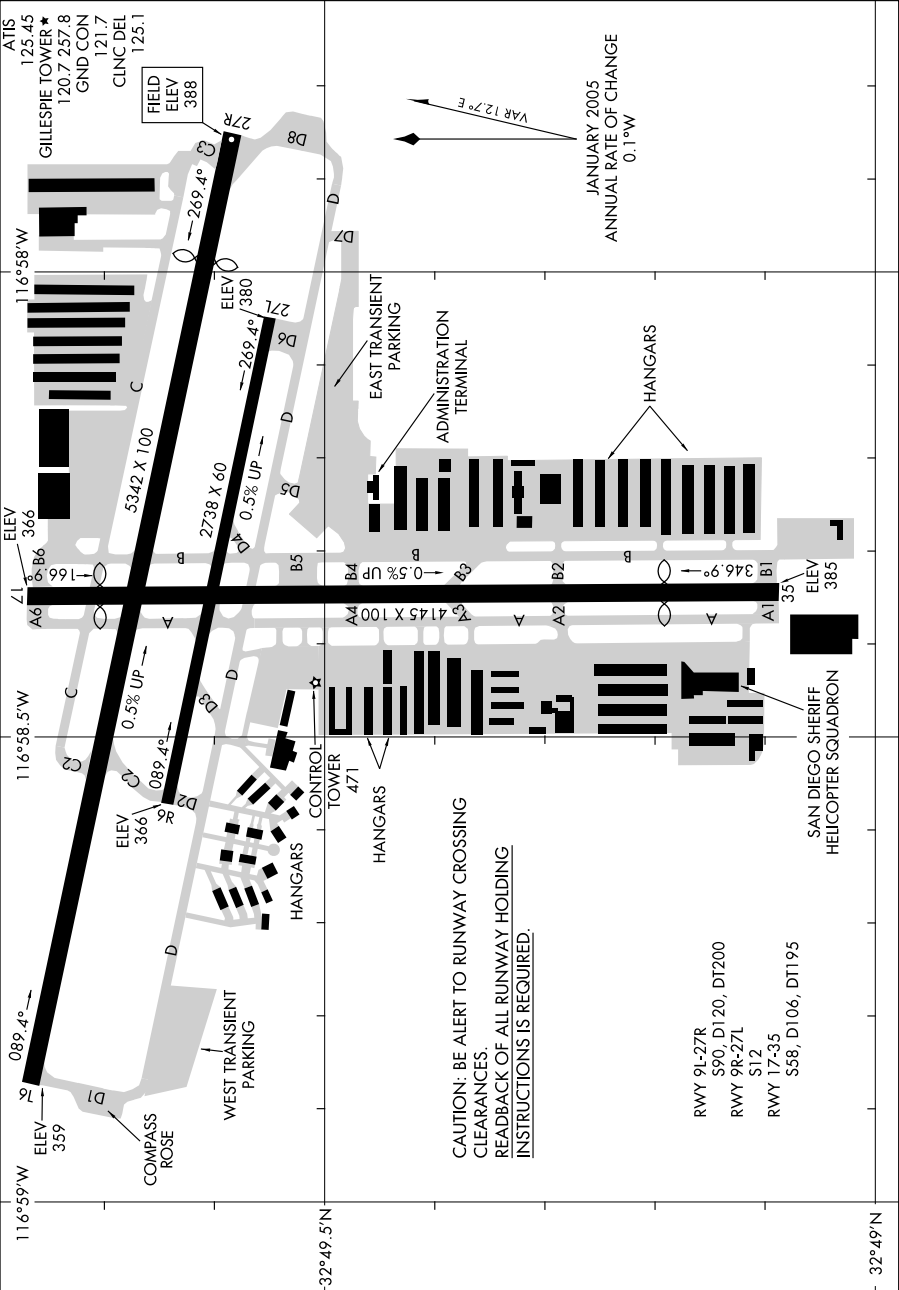 ATIS
125.45
GILLESPIE TOWER★
120.7 257.8
GND CON
121.7
CLNC DEL
125.1
FIELD
ELEV
388
27R
C3
D8
269.4°
D
D7
VAR 12.7° E
JANUARY 2005
ANNUAL RATE OF CHANGE
0.1°W
116°58'W
ELEV
380
27L
269.4°
D6
C
D
EAST TRANSIENT
PARKING
ADMINISTRATION
TERMINAL
HANGARS
5342 X 100
2738 X 60
0.5% UP
D5
D4
ELEV
366
B6
B
B5
B4
B
B3
B2
B
B1
17
166.9°
0.5% UP
346.9°
35
ELEV
385
A6
A
A4
4145 X 100
A3
A
A2
A
A1
C
0.5% UP
D
D3
C2
C2
089.4°
D2
9R
ELEV
366
116°58.5'W
CONTROL
TOWER
471
HANGARS
HANGARS
SAN DIEGO SHERIFF
HELICOPTER SQUADRON
D
089.4°
9L
ELEV
359
D1
COMPASS
ROSE
WEST TRANSIENT
PARKING
CAUTION: BE ALERT TO RUNWAY CROSSING
CLEARANCES.
READBACK OF ALL RUNWAY HOLDING
INSTRUCTIONS IS REQUIRED.
RWY 9L-27R
S90, D120, DT200
RWY 9R-27L
S12
RWY 17-35
S58, D106, DT195
116°59'W
32°49.5'N
32°49'N